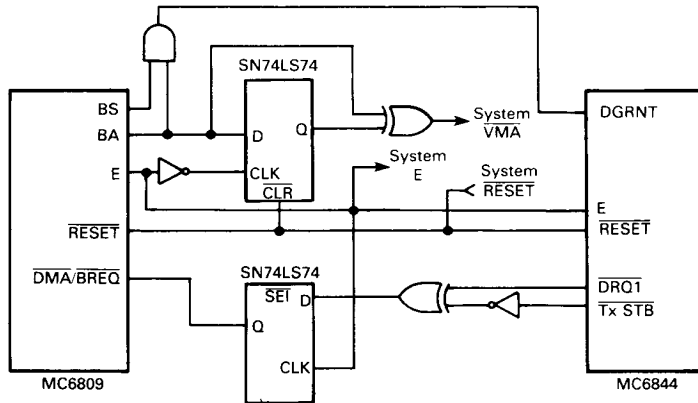 SN74LS74
BS
BA
E
RESET
DMA/BREQ
MC6809
D
Q
CLK
CLR
System
VMA
System
E
System
RESET
DGRNT
E
RESET
DRQ1
Tx STB
MC6844
SN74LS74
SEI
D
Q
CLK